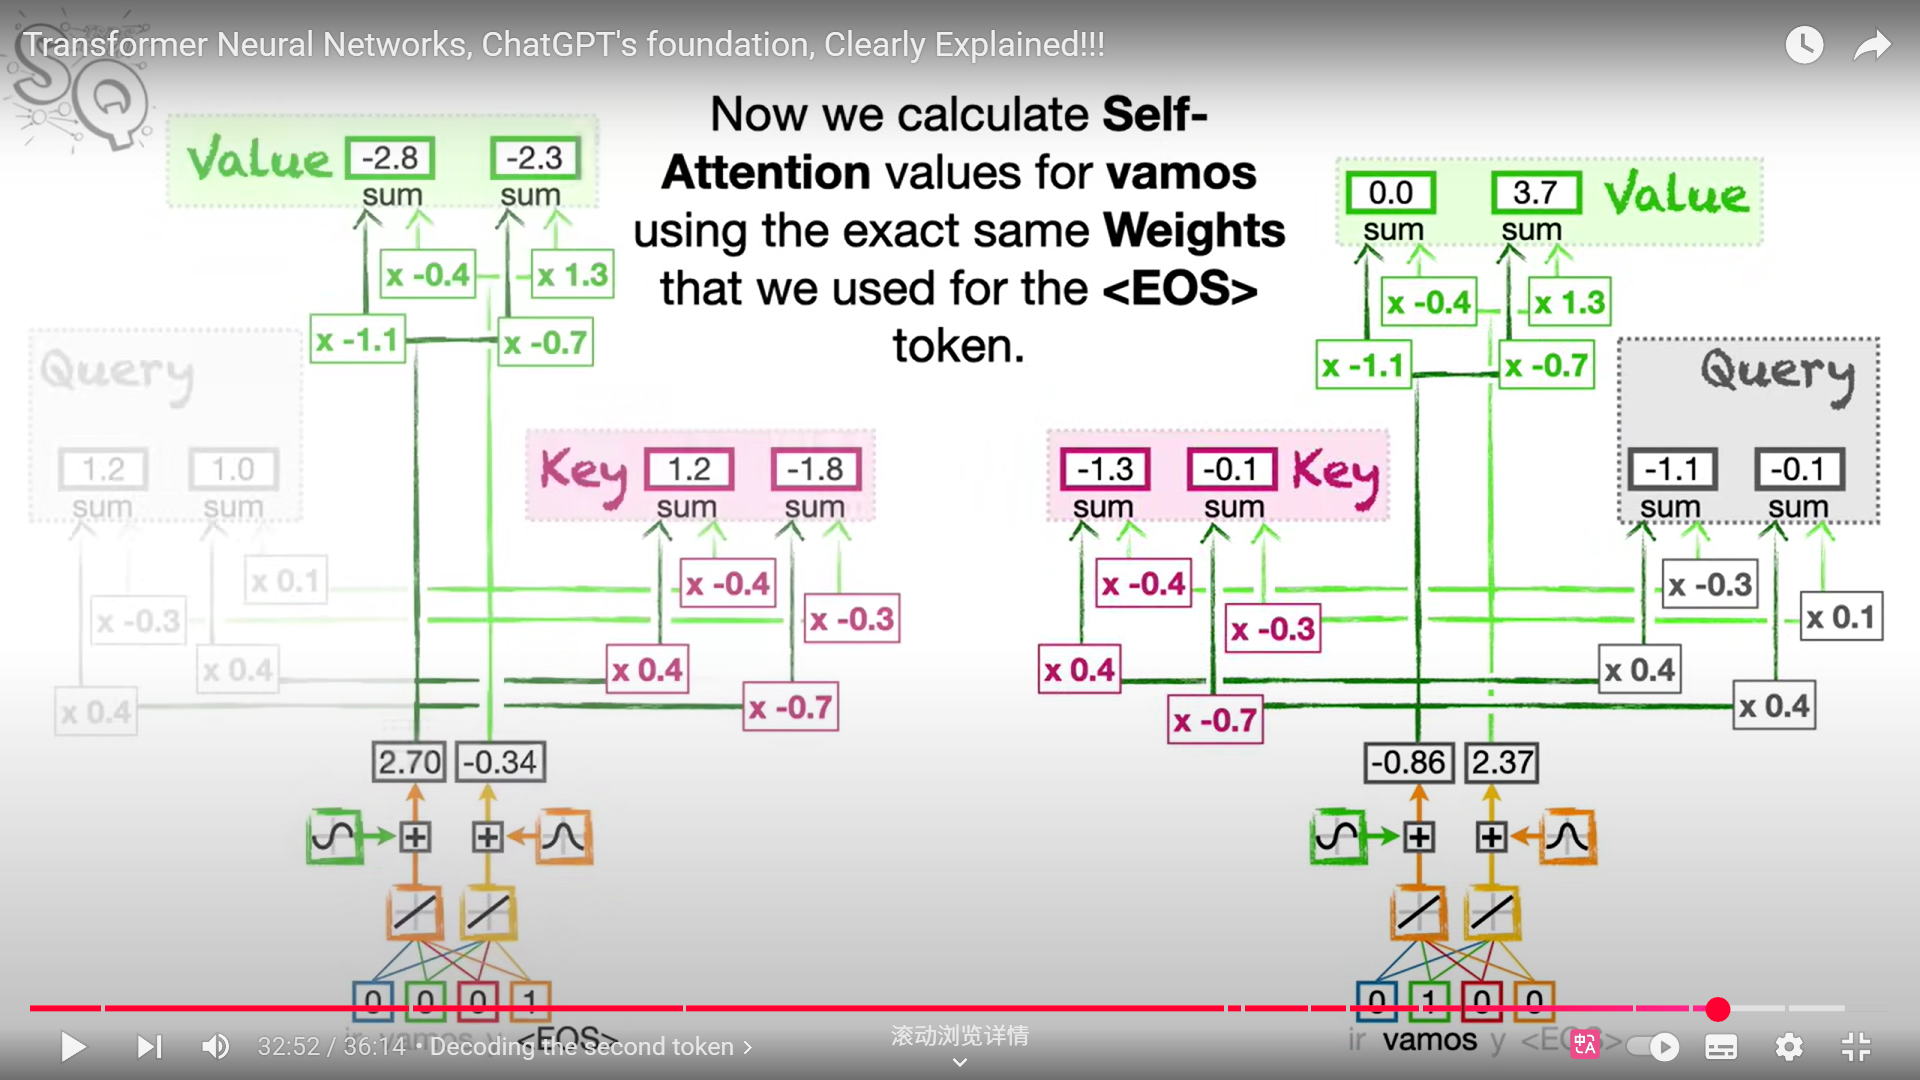 Transformer Neural Networks, ChatGPT's foundation, Clearly Explained!!!
SQ
Now we calculate Self-
Attention values for vamos
using the exact same Weights
that we used for the <EOS>
token.
Value -2.8 -2.3
sum sum
x -0.4 x 1.3
x -1.1 x -0.7
Query
1.2 1.0
sum sum
x 0.1
x -0.3
x 0.4
x 0.4
Key 1.2 -1.8
sum sum
x -0.4
x -0.3
x 0.4
x -0.7
2.70 -0.34
0 0 0 1
ir vamos y <EOS>
0.0 3.7 Value
sum sum
x -0.4 x 1.3
x -1.1 x -0.7
Query
-1.1 -0.1
sum sum
x -0.3
x 0.1
x 0.4
x 0.4
-1.3 -0.1 Key
sum sum
x -0.4
x -0.3
x 0.4
x -0.7
-0.86 2.37
0 1 0 0
ir vamos y <EOS>
32:52 / 36:14 • Decoding the second token
滚动浏览详情